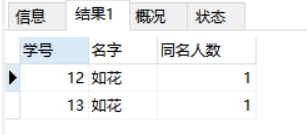 信息 结果1 概况 状态
学号 名字 同名人数
12 如花 1
13 如花 1